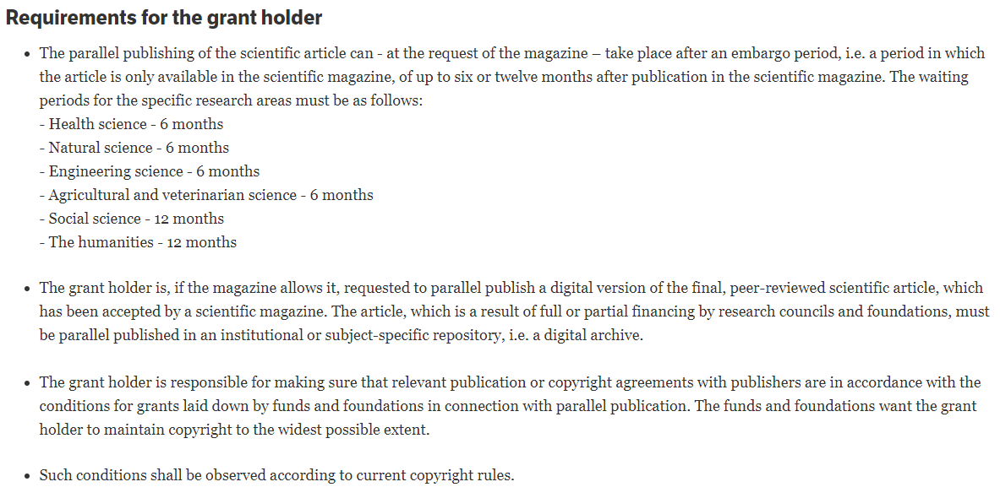 Requirements for the grant holder
• The parallel publishing of the scientific article can - at the request of the magazine – take place after an embargo period, i.e. a period in which
the article is only available in the scientific magazine, of up to six or twelve months after publication in the scientific magazine. The waiting
periods for the specific research areas must be as follows:
- Health science - 6 months
- Natural science - 6 months
- Engineering science - 6 months
- Agricultural and veterinarian science - 6 months
- Social science - 12 months
- The humanities - 12 months
• The grant holder is, if the magazine allows it, requested to parallel publish a digital version of the final, peer-reviewed scientific article, which
has been accepted by a scientific magazine. The article, which is a result of full or partial financing by research councils and foundations, must
be parallel published in an institutional or subject-specific repository, i.e. a digital archive.
• The grant holder is responsible for making sure that relevant publication or copyright agreements with publishers are in accordance with the
conditions for grants laid down by funds and foundations in connection with parallel publication. The funds and foundations want the grant
holder to maintain copyright to the widest possible extent.
• Such conditions shall be observed according to current copyright rules.